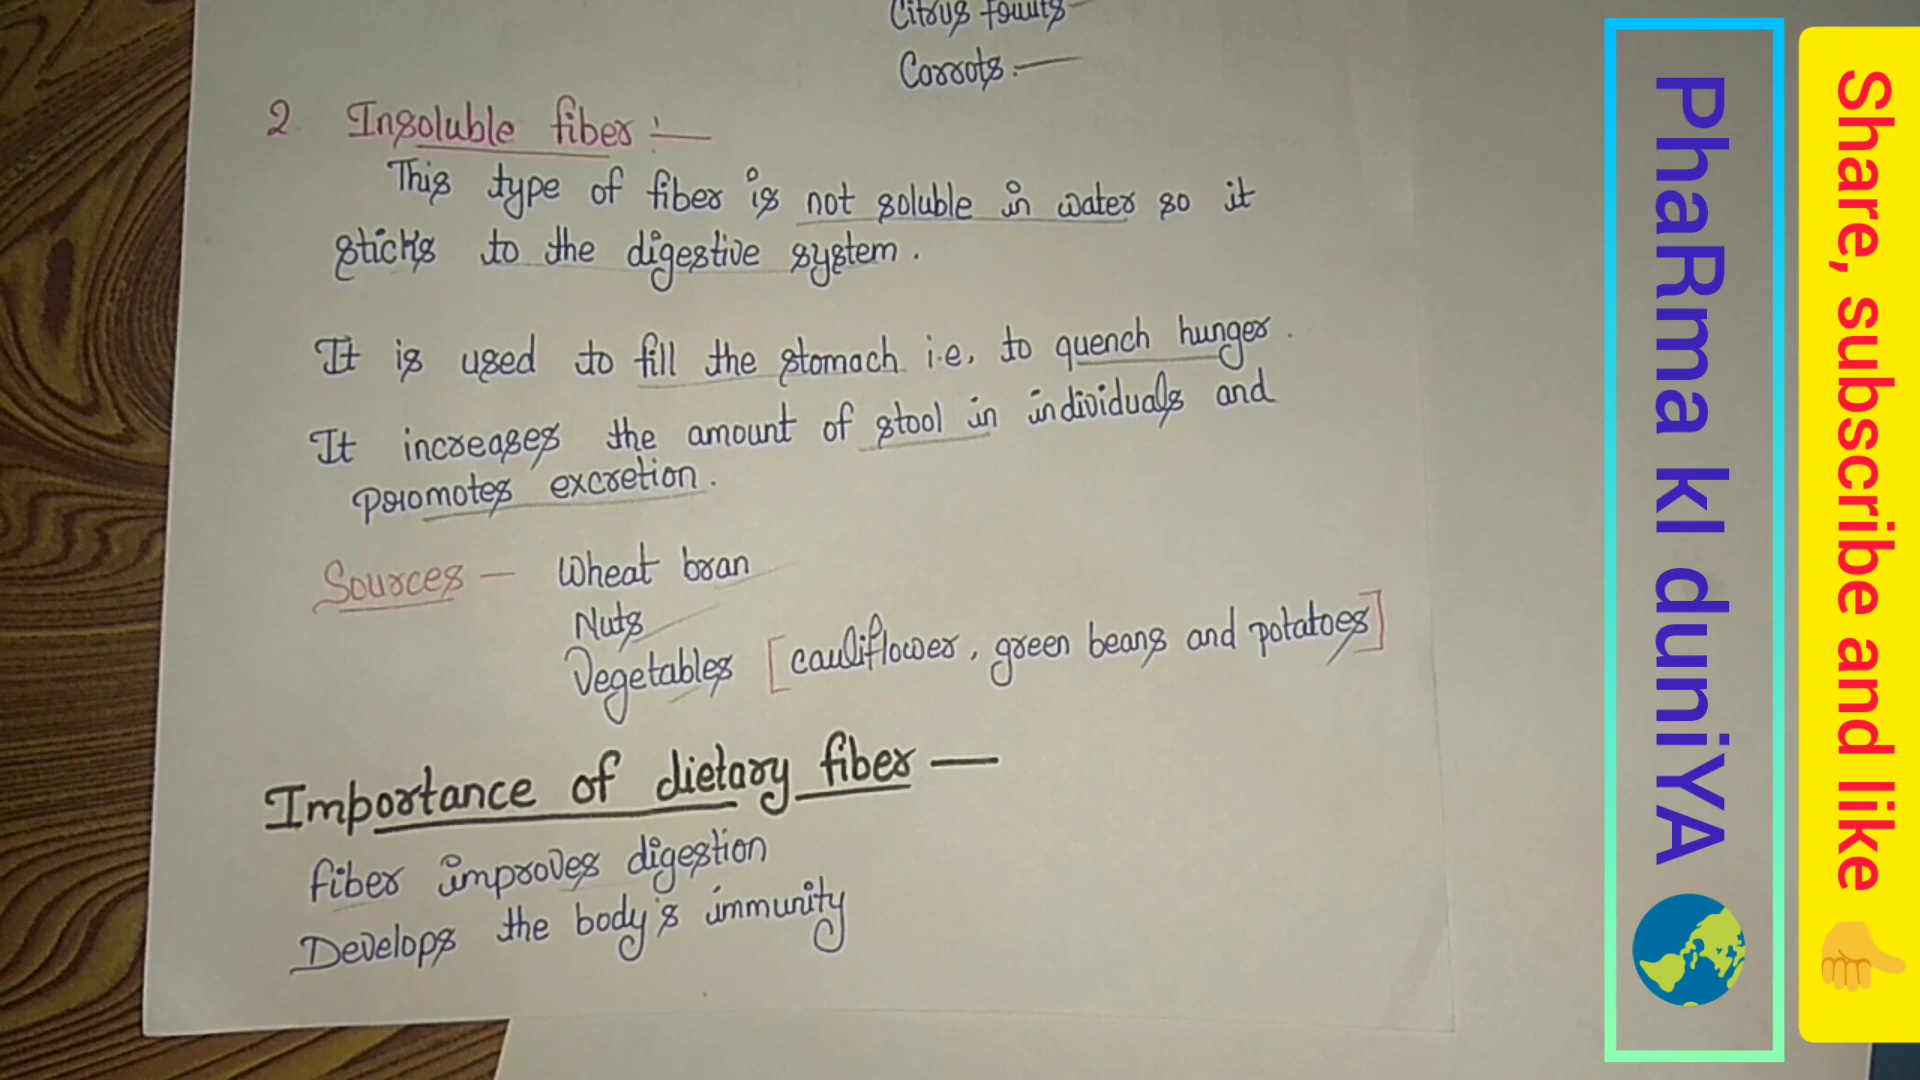 Citrus fruits
Carrots :—
2. Insoluble fiber :—
This type of fiber is not soluble in water so it
sticks to the digestive system.
It is used to fill the stomach i.e. to quench hunger.
It increases the amount of stool in individuals and
promotes excretion.
Sources — Wheat bran
Nuts
Vegetables [cauliflower, green beans and potatoes]
Importance of dietary fiber —
fiber improves digestion
Develops the body's immunity
PhaRma kI duniYA 🌎
Share, subscribe and like 👍